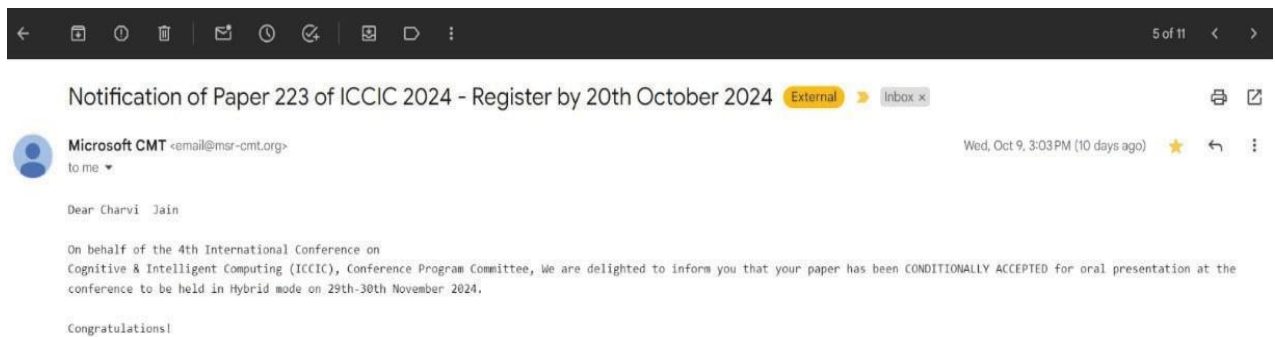 5 of 11
Notification of Paper 223 of ICCIC 2024 - Register by 20th October 2024 External Inbox ×
Microsoft CMT <email@msr-cmt.org> Wed, Oct 9, 3:03 PM (10 days ago)
to me
Dear Charvi Jain
On behalf of the 4th International Conference on
Cognitive & Intelligent Computing (ICCIC), Conference Program Committee, We are delighted to inform you that your paper has been CONDITIONALLY ACCEPTED for oral presentation at the
conference to be held in Hybrid mode on 29th-30th November 2024.
Congratulations!